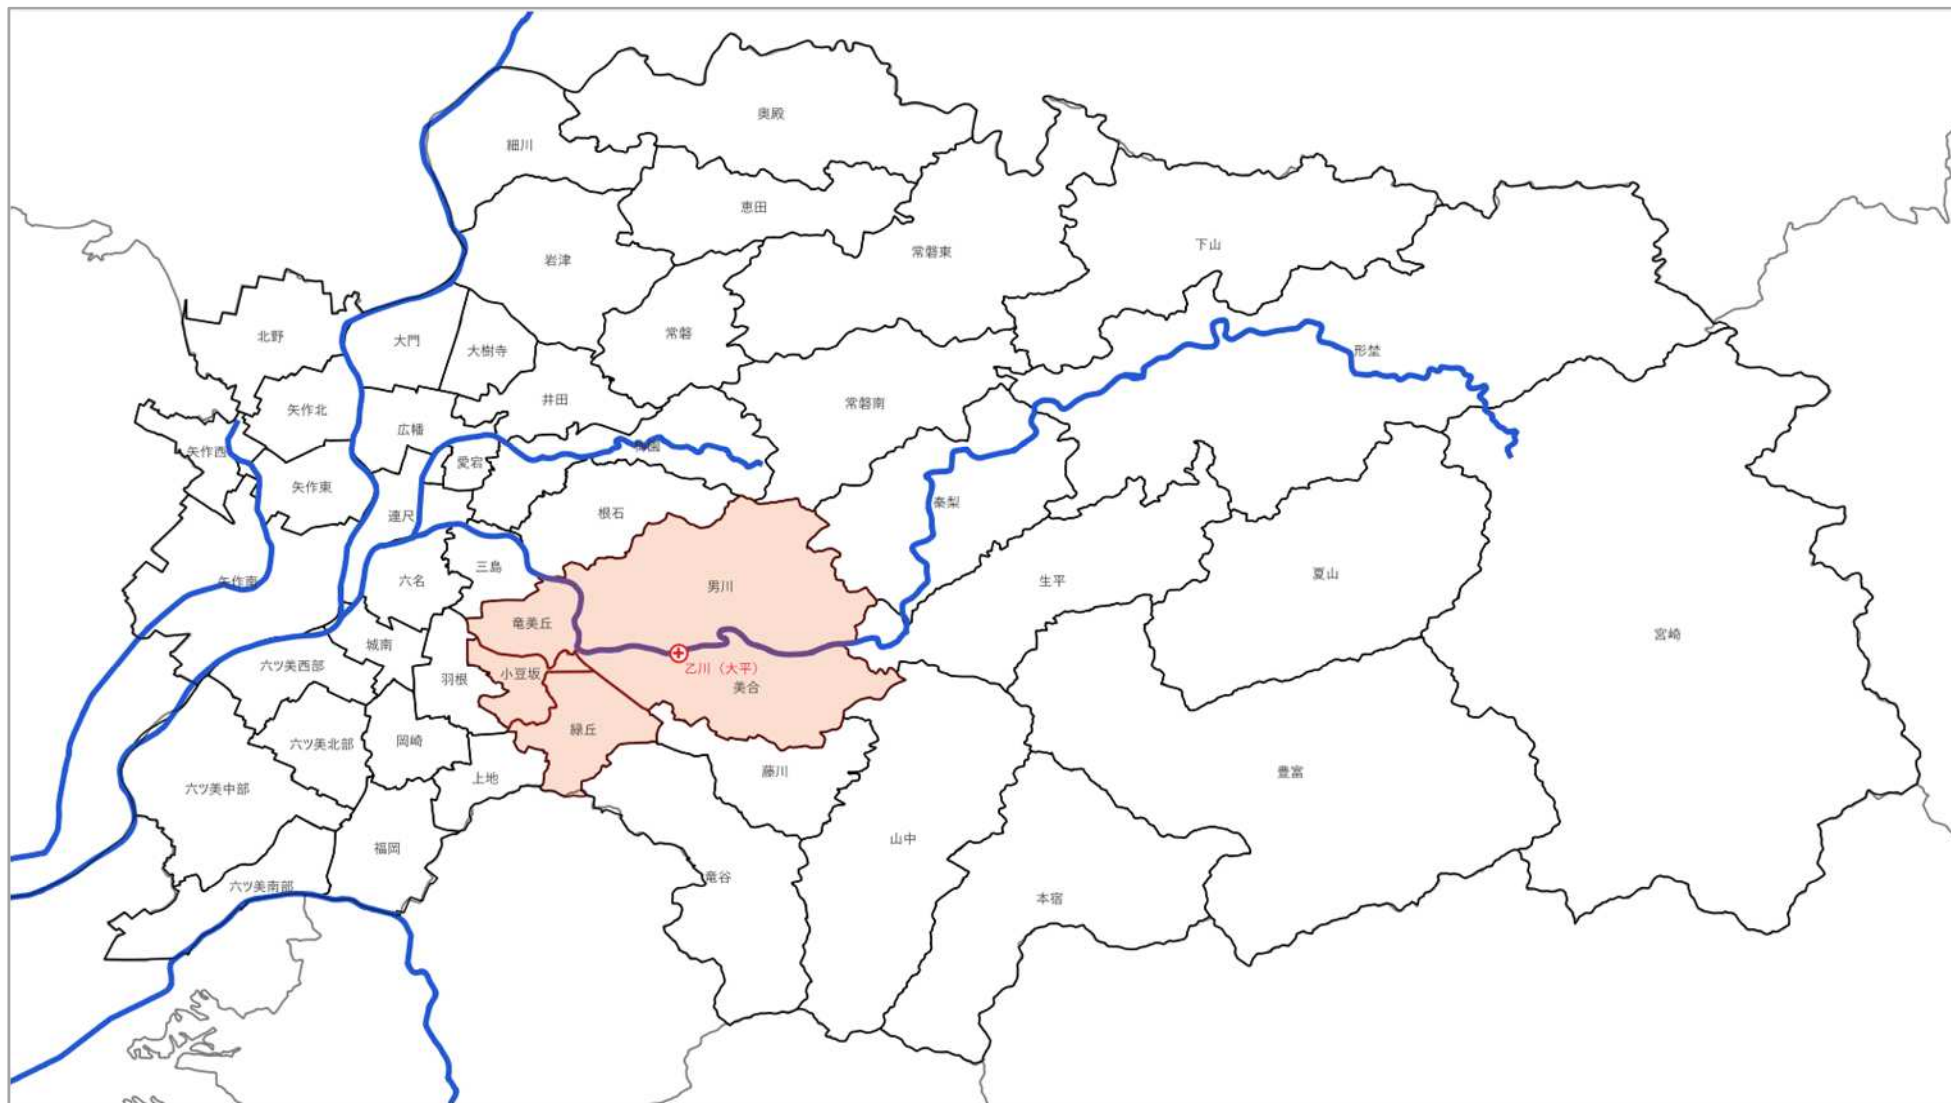 奥殿
細川
恵田
下山
常磐東
岩津
北野
大門
大樹寺
常磐
形埜
井田
常磐南
矢作北
広幡
梅園
矢作西
愛宕
矢作東
秦梨
連尺
根石
三島
六名
矢作南
男川
生平
夏山
竜美丘
宮崎
城南
六ツ美西部
乙川（大平）
小豆坂
羽根
美合
緑丘
岡崎
六ツ美北部
藤川
豊富
上地
六ツ美中部
山中
福岡
竜谷
六ツ美南部
本宿